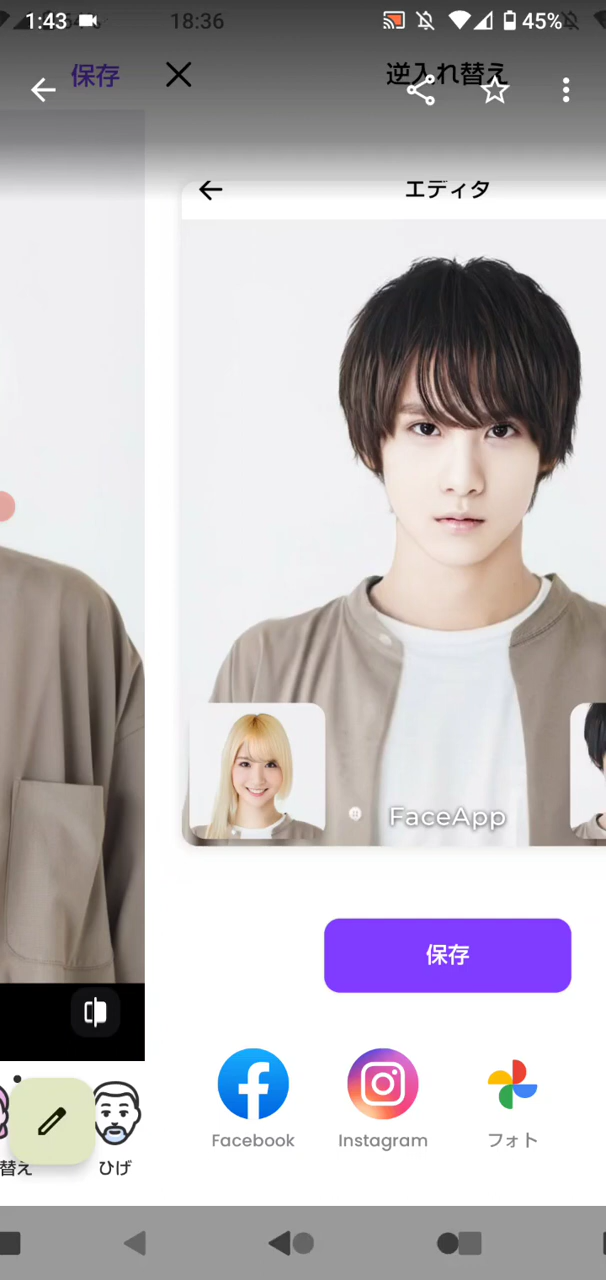 1:43
18:36
45%
保存
逆入れ替え
エディタ
FaceApp
保存
Facebook
Instagram
フォト
替え
ひげ